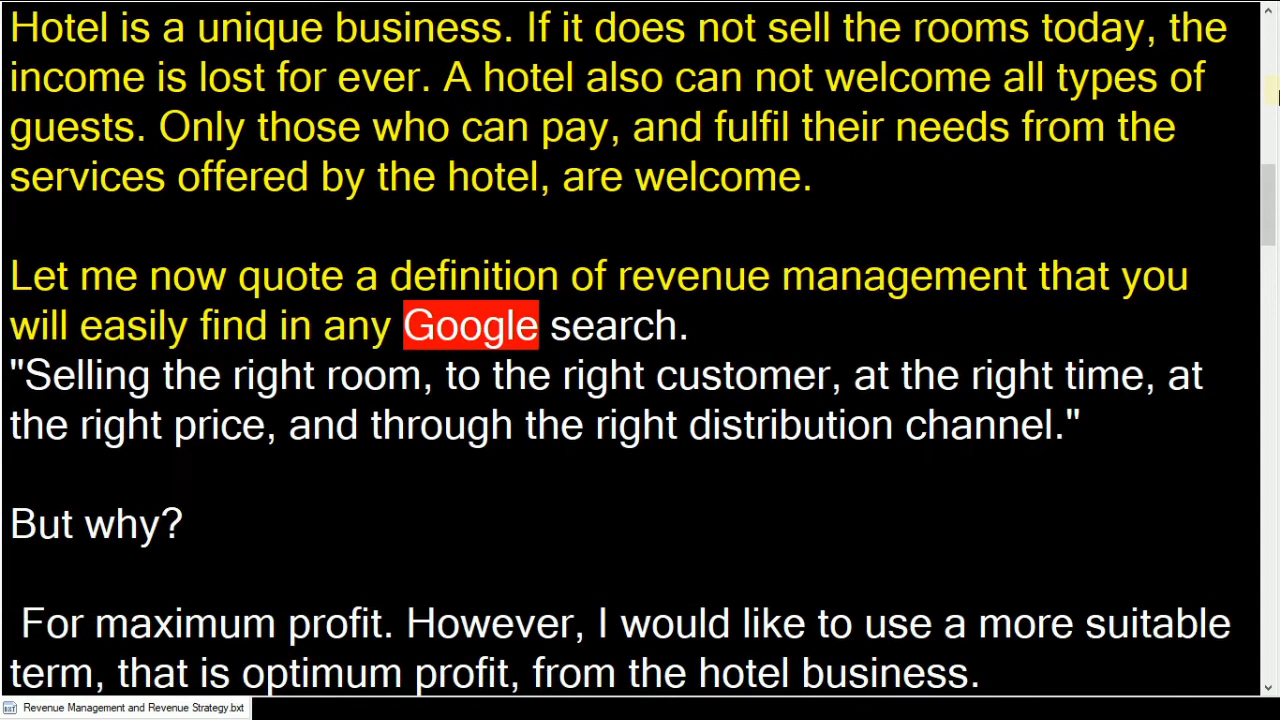 Hotel is a unique business. If it does not sell the rooms today, the
income is lost for ever. A hotel also can not welcome all types of
guests. Only those who can pay, and fulfil their needs from the
services offered by the hotel, are welcome.
Let me now quote a definition of revenue management that you
will easily find in any Google search.
"Selling the right room, to the right customer, at the right time, at
the right price, and through the right distribution channel."
But why?
For maximum profit. However, I would like to use a more suitable
term, that is optimum profit, from the hotel business.
Revenue Management and Revenue Strategy.bxt